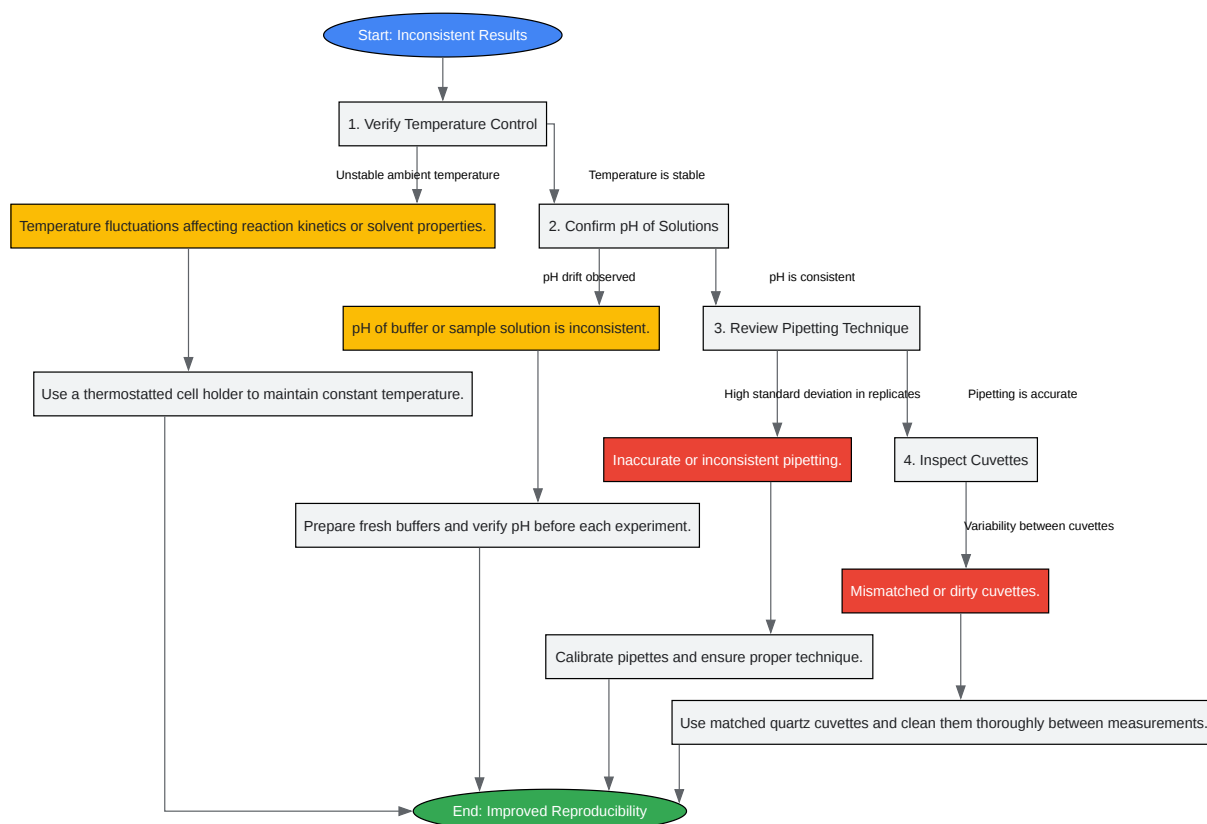 Start: Inconsistent Results
1. Verify Temperature Control
Unstable ambient temperature
Temperature is stable
Temperature fluctuations affecting reaction kinetics or solvent properties.
2. Confirm pH of Solutions
pH drift observed
pH is consistent
pH of buffer or sample solution is inconsistent.
3. Review Pipetting Technique
Use a thermostatted cell holder to maintain constant temperature.
High standard deviation in replicates
Pipetting is accurate
Inaccurate or inconsistent pipetting.
4. Inspect Cuvettes
Prepare fresh buffers and verify pH before each experiment.
Variability between cuvettes
Mismatched or dirty cuvettes.
Calibrate pipettes and ensure proper technique.
Use matched quartz cuvettes and clean them thoroughly between measurements.
End: Improved Reproducibility